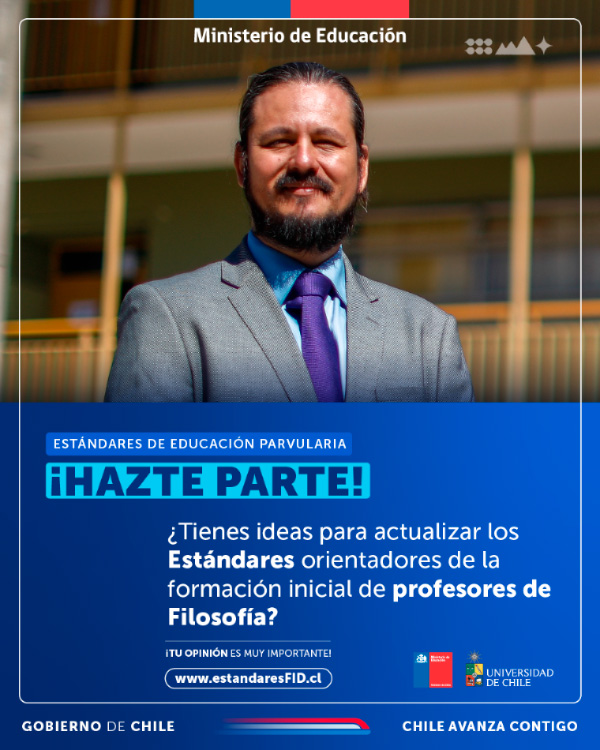 Ministerio de Educación
ESTÁNDARES DE EDUCACIÓN PARVULARIA
¡HAZTE PARTE!
¿Tienes ideas para actualizar los
Estándares orientadores de la
formación inicial de profesores de
Filosofía?
¡TU OPINIÓN ES MUY IMPORTANTE!
www.estandaresFID.cl
UNIVERSIDAD
DE CHILE
GOBIERNO DE CHILE
CHILE AVANZA CONTIGO